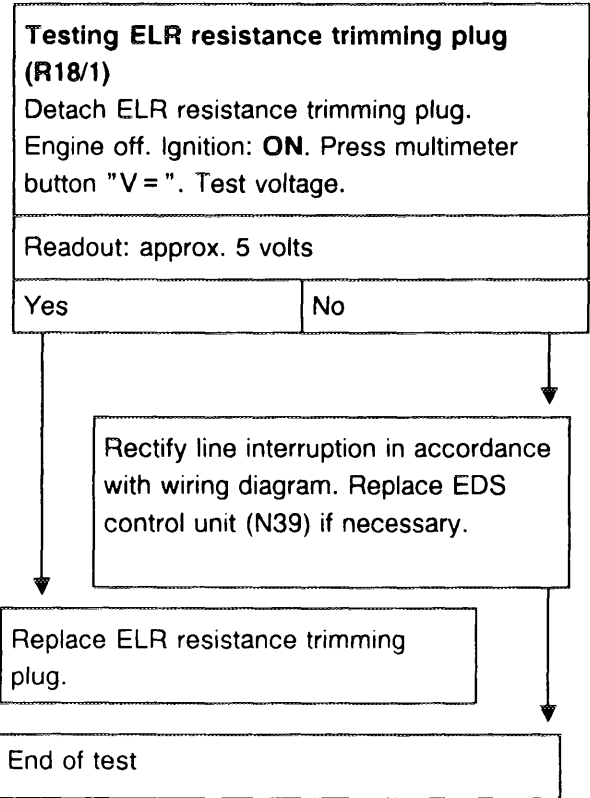 Testing ELR resistance trimming plug
(R18/1)
Detach ELR resistance trimming plug.
Engine off. Ignition: ON. Press multimeter
button "V = ". Test voltage.
Readout: approx. 5 volts
Yes
No
Rectify line interruption in accordance
with wiring diagram. Replace EDS
control unit (N39) if necessary.
Replace ELR resistance trimming
plug.
End of test